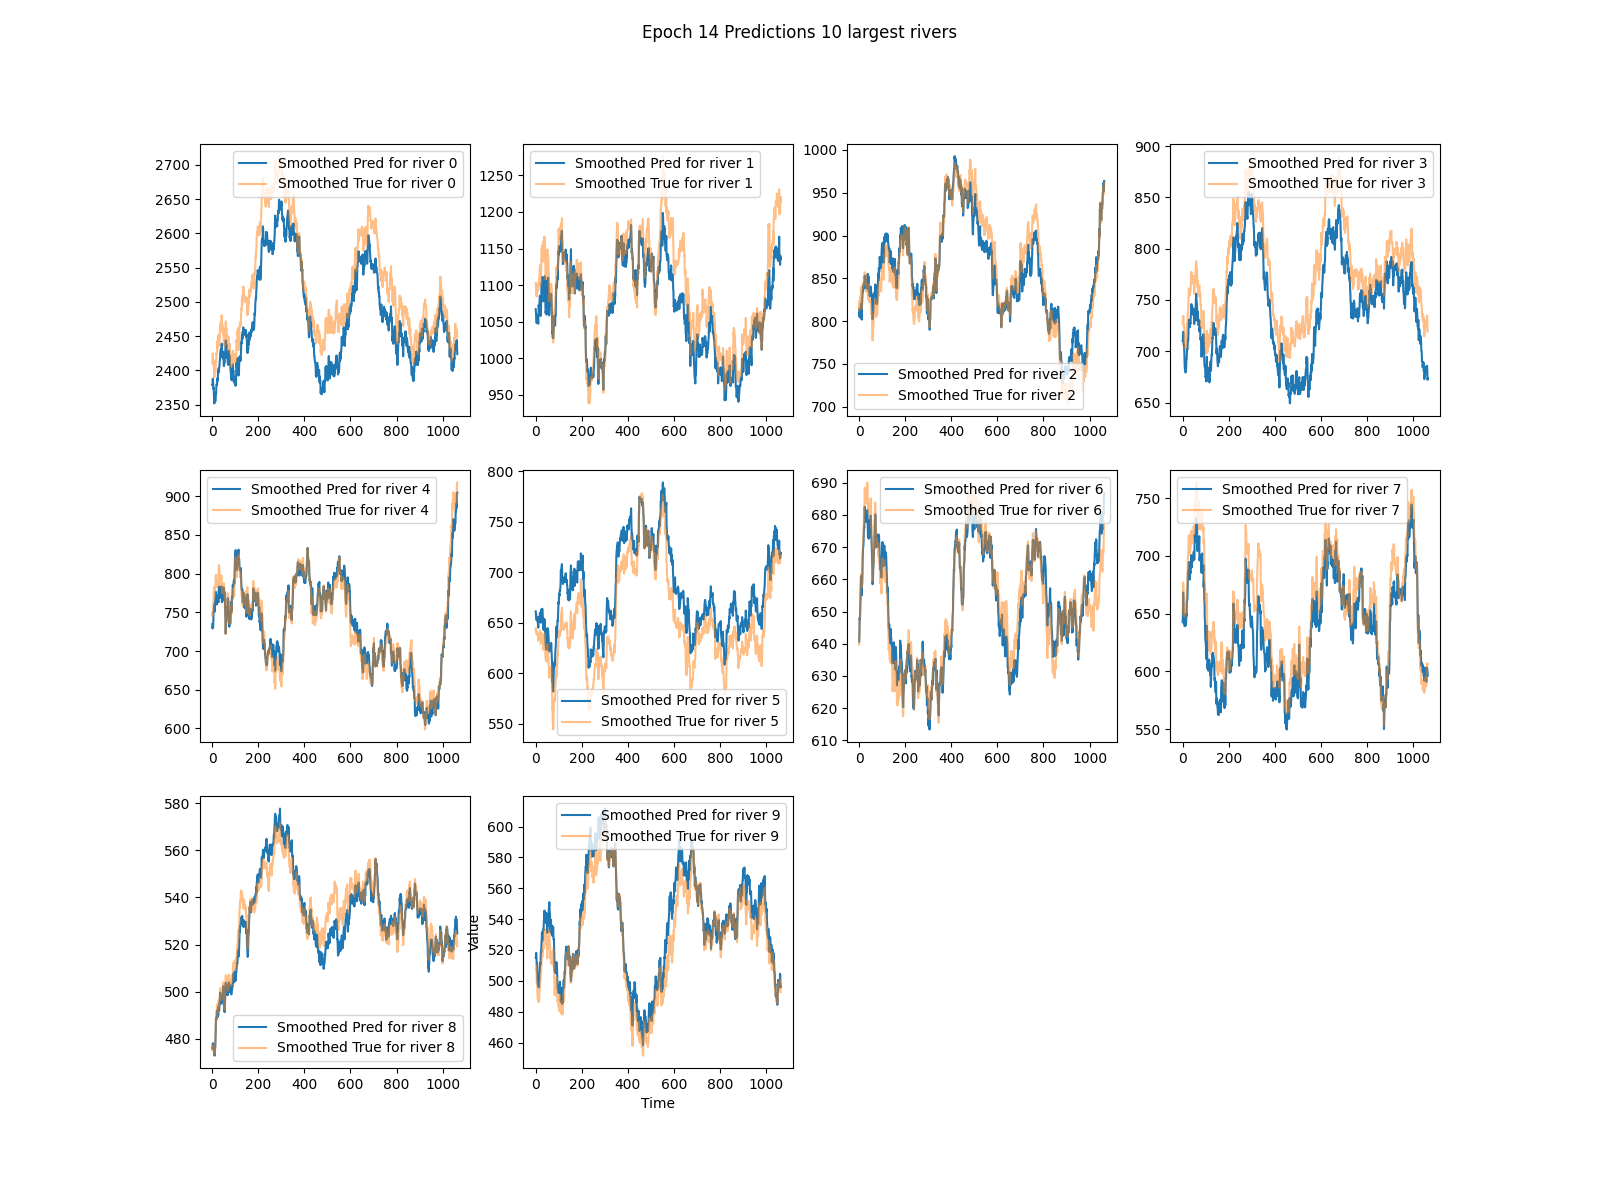 Epoch 14 Predictions 10 largest rivers
2700
2650
2600
2550
2500
2450
2400
2350
0 200 400 600 800 1000
Smoothed Pred for river 0
Smoothed True for river 0
1250
1200
1150
1100
1050
1000
950
0 200 400 600 800 1000
Smoothed Pred for river 1
Smoothed True for river 1
1000
950
900
850
800
750
700
0 200 400 600 800 1000
Smoothed Pred for river 2
Smoothed True for river 2
900
850
800
750
700
650
0 200 400 600 800 1000
Smoothed Pred for river 3
Smoothed True for river 3
900
850
800
750
700
650
600
0 200 400 600 800 1000
Smoothed Pred for river 4
Smoothed True for river 4
800
750
700
650
600
550
0 200 400 600 800 1000
Smoothed Pred for river 5
Smoothed True for river 5
690
680
670
660
650
640
630
620
610
0 200 400 600 800 1000
Smoothed Pred for river 6
Smoothed True for river 6
750
700
650
600
550
0 200 400 600 800 1000
Smoothed Pred for river 7
Smoothed True for river 7
580
560
540
520
500
480
0 200 400 600 800 1000
Smoothed Pred for river 8
Smoothed True for river 8
Value
600
580
560
540
520
500
480
460
0 200 400 600 800 1000
Smoothed Pred for river 9
Smoothed True for river 9
Time